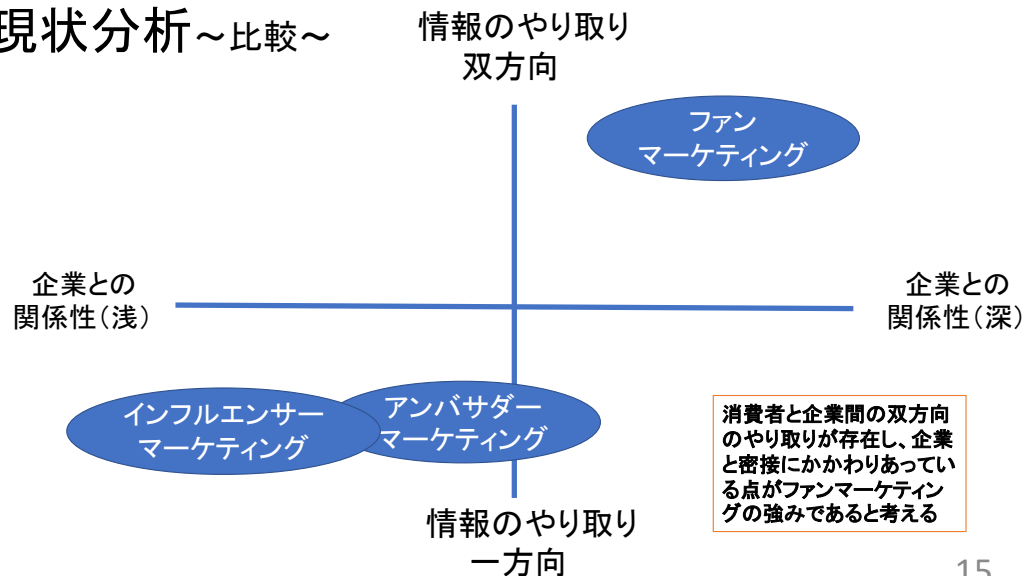 現状分析～比較～
情報のやり取り
双方向
ファン
マーケティング
企業との
関係性（浅）
企業との
関係性（深）
インフルエンサー
マーケティング
アンバサダー
マーケティング
消費者と企業間の双方向
のやり取りが存在し、企業
と密接にかかわりあってい
る点がファンマーケティン
グの強みであると考える
情報のやり取り
一方向
15